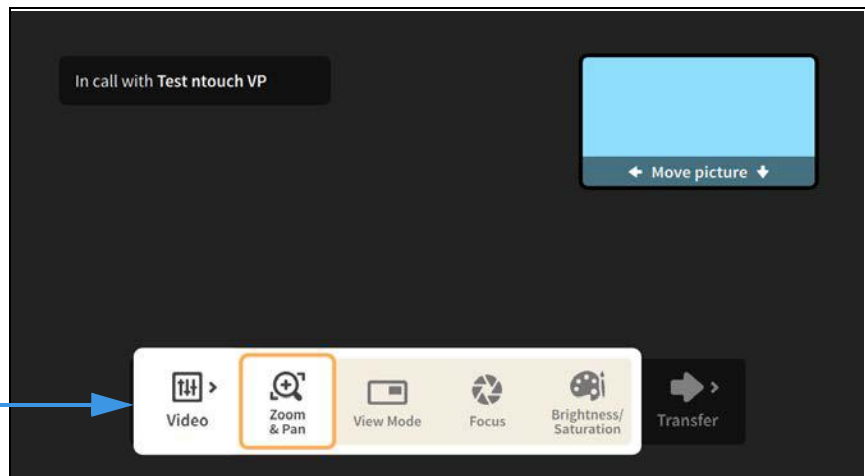 In call with Test ntouch VP
Move picture
Video
Zoom
& Pan
View Mode
Focus
Brightness/
Saturation
Transfer